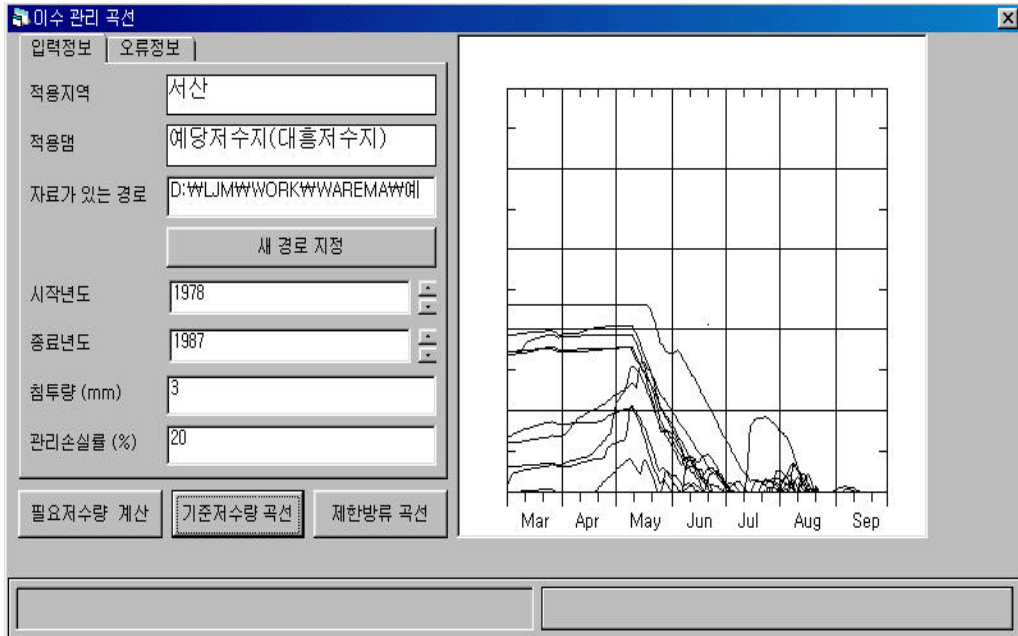 이수 관리 곡선
입력정보 오류정보
적용지역 서산
적용댐 예당저수지(대흥저수지)
자료가 있는 경로 D:₩LJM₩WORK₩WAREMA₩예
새 경로 지정
시작년도 1978
종료년도 1987
침투량 (mm) 3
관리손실률 (%) 20
필요저수량 계산 기준저수량 곡선 제한방류 곡선
Mar Apr May Jun Jul Aug Sep